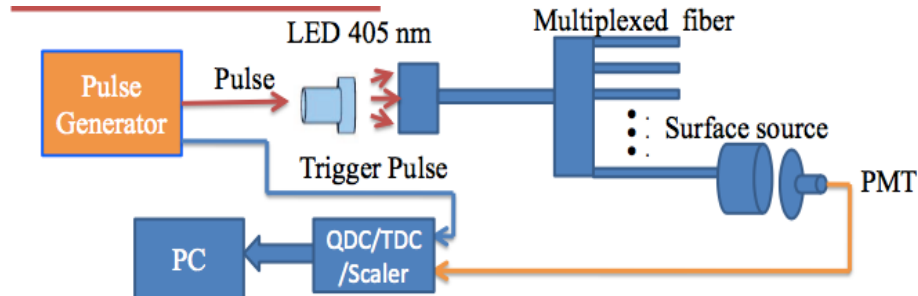 LED 405 nm
Multiplexed fiber
Pulse
Pulse
Generator
Surface source
Trigger Pulse
PMT
QDC/TDC
/Scaler
PC